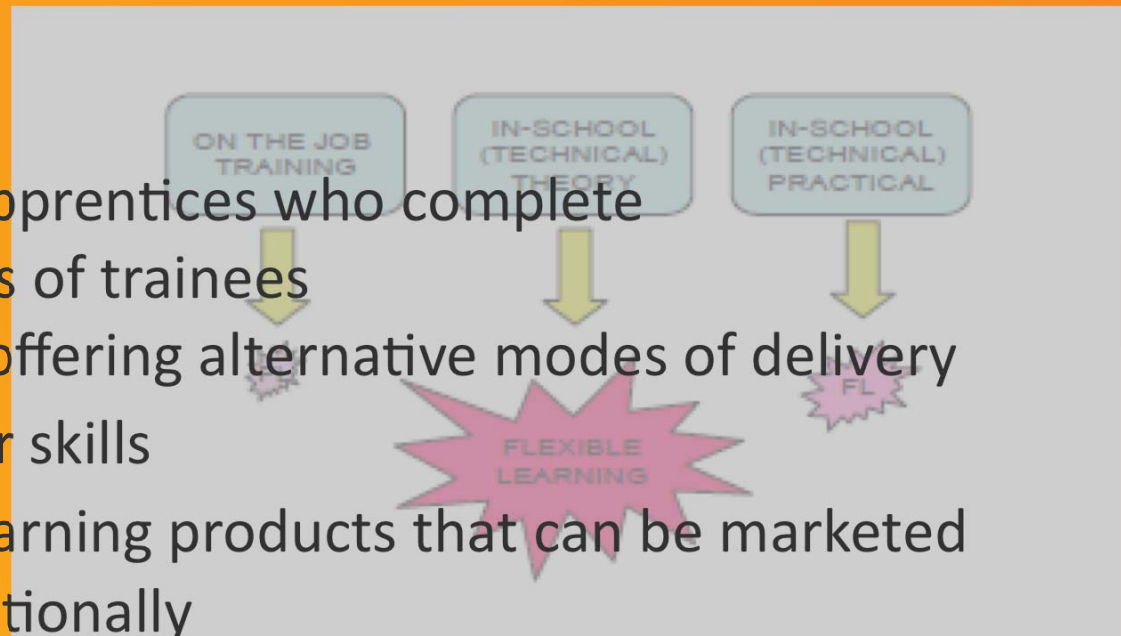 ON THE JOB
TRAINING
IN-SCHOOL
(TECHNICAL)
THEORY
IN-SCHOOL
(TECHNICAL)
PRACTICAL
pprentices who complete
s of trainees
offering alternative modes of delivery
FL
r skills
FLEXIBLE
LEARNING
arning products that can be marketed
tionally